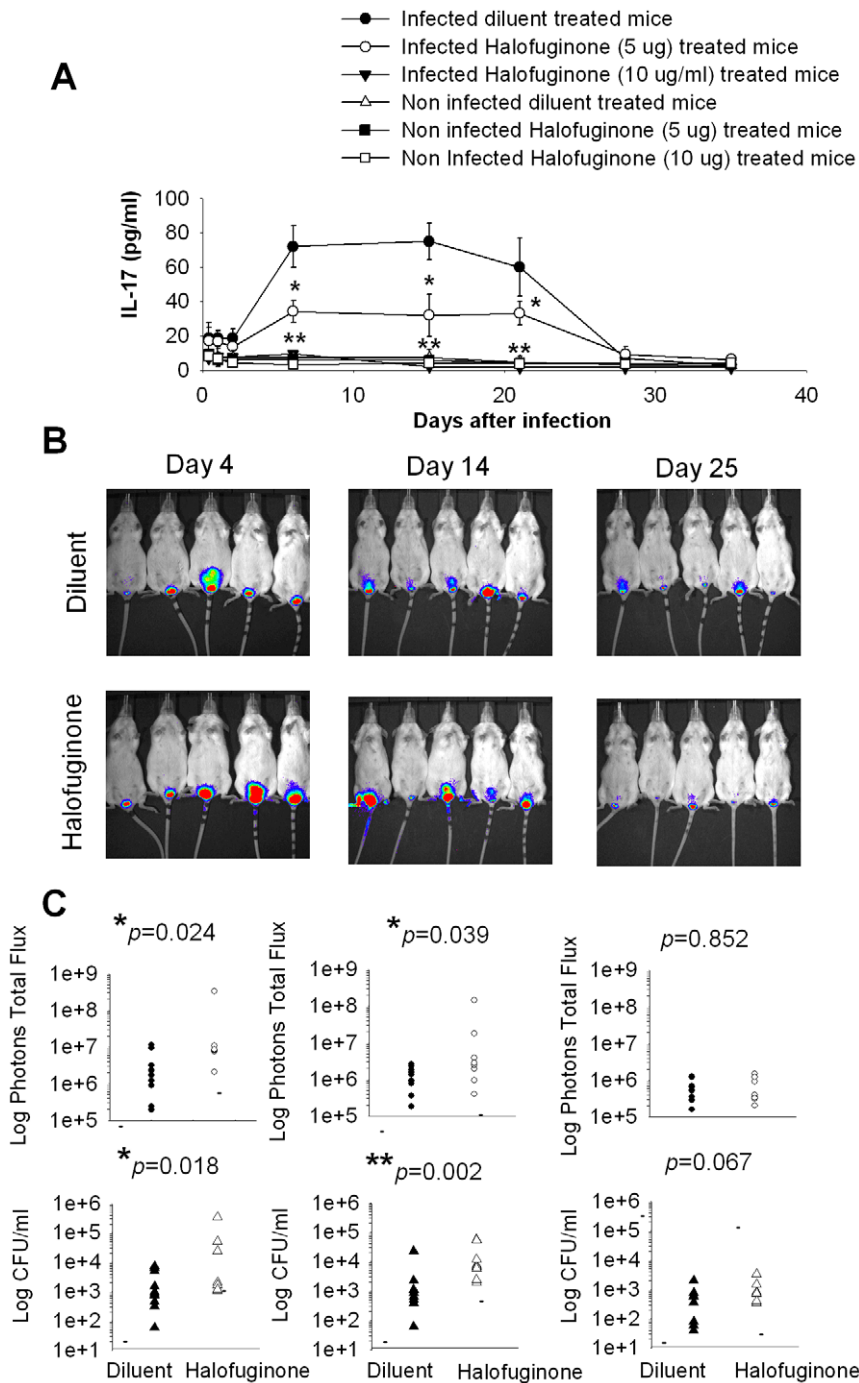 Infected diluent treated mice
Infected Halofuginone (5 ug) treated mice
Infected Halofuginone (10 ug/ml) treated mice
Non infected diluent treated mice
Non infected Halofuginone (5 ug) treated mice
Non Infected Halofuginone (10 ug) treated mice
A
IL-17 (pg/ml)
100
80
60
40
20
0
* * *
** ** **
0 10 20 30 40
Days after infection
B
Day 4 Day 14 Day 25
Diluent
Halofuginone
C
*p=0.024 *p=0.039 p=0.852
Log Photons Total Flux
1e+9
1e+8
1e+7
1e+6
1e+5
Log Photons Total Flux
1e+9
1e+8
1e+7
1e+6
1e+5
Log Photons Total Flux
1e+9
1e+8
1e+7
1e+6
1e+5
*p=0.018 **p=0.002 p=0.067
Log CFU/ml
1e+6
1e+5
1e+4
1e+3
1e+2
1e+1
Log CFU/ml
1e+6
1e+5
1e+4
1e+3
1e+2
1e+1
Log CFU/ml
1e+6
1e+5
1e+4
1e+3
1e+2
1e+1
Diluent Halofuginone Diluent Halofuginone Diluent Halofuginone